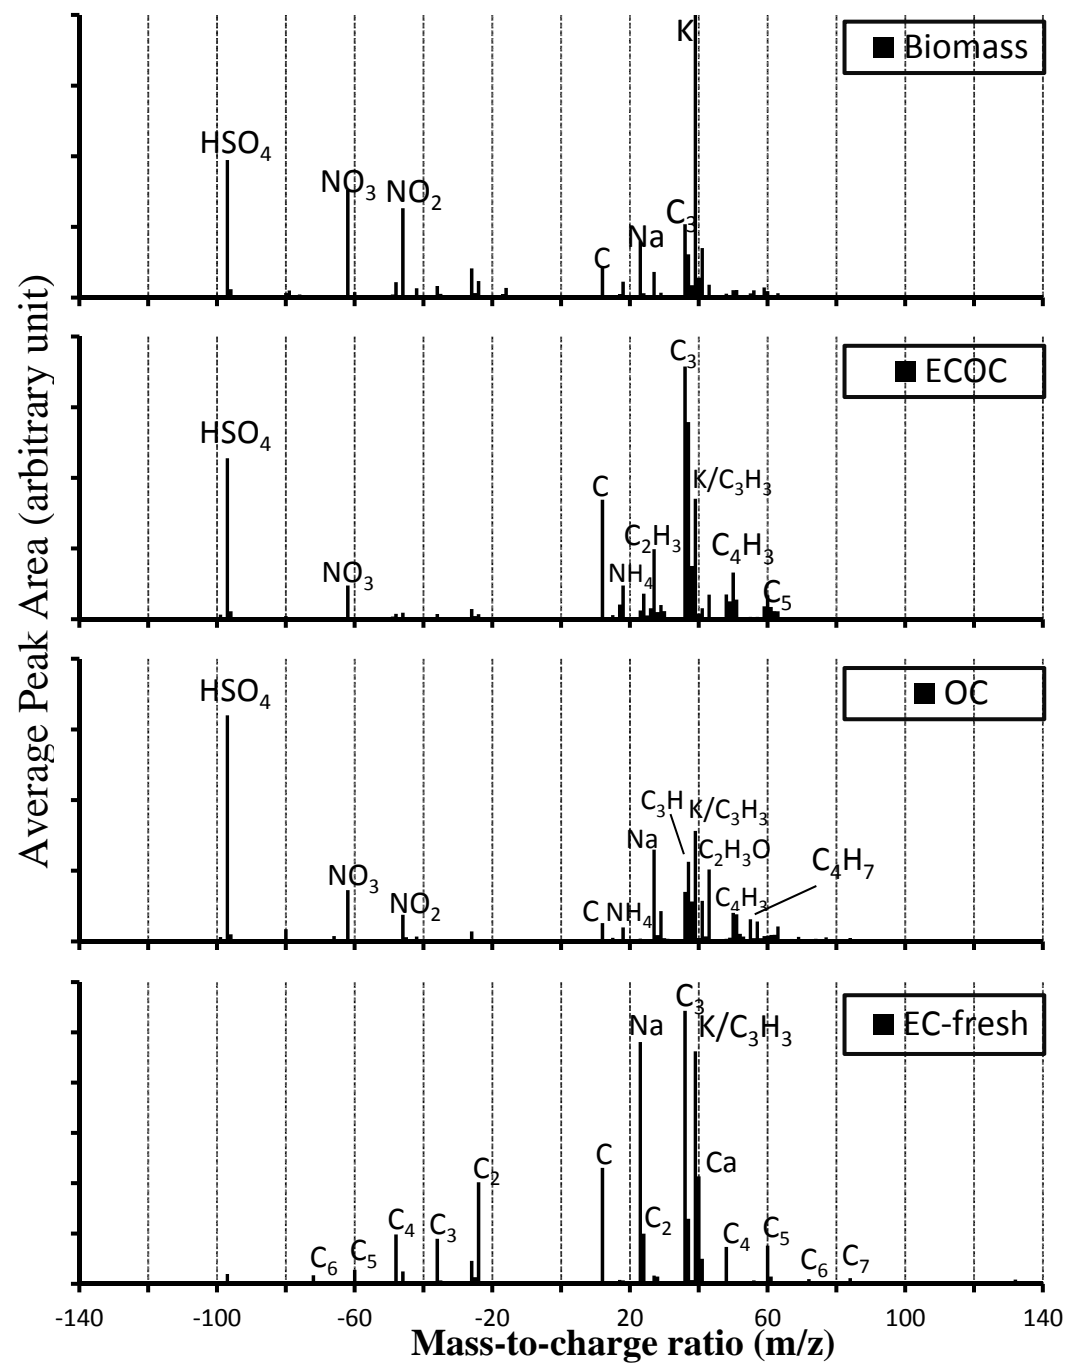 Average Peak Area (arbitrary unit)
K
Biomass
HSO₄
NO₃
NO₂
C₃
Na
C
C₃
ECOC
HSO₄
C
K/C₃H₃
C₂H₃
C₄H₃
NO₃
NH₄
C₅
HSO₄
OC
C₃H
K/C₃H₃
Na
C₂H₃O
C₄H₇
NO₃
NO₂
C
NH₄
C₄H₃
C₃
EC-fresh
Na
K/C₃H₃
C
Ca
C₂
C₄
C₃
C₂
C₄
C₅
C₆
C₅
C₆
C₇
-140 -100 -60 -20 20 60 100 140
Mass-to-charge ratio (m/z)